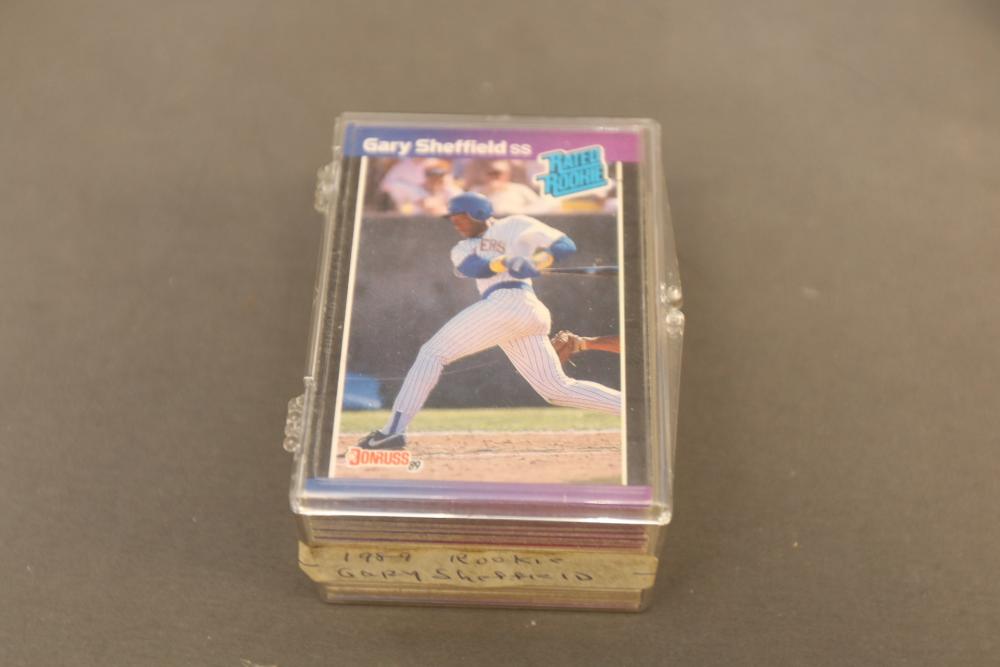 Gary Sheffield SS
RATED
ROOKIE
ERS
DONRUSS 89
1989 ROOKIE
GARY SHEFFIELD